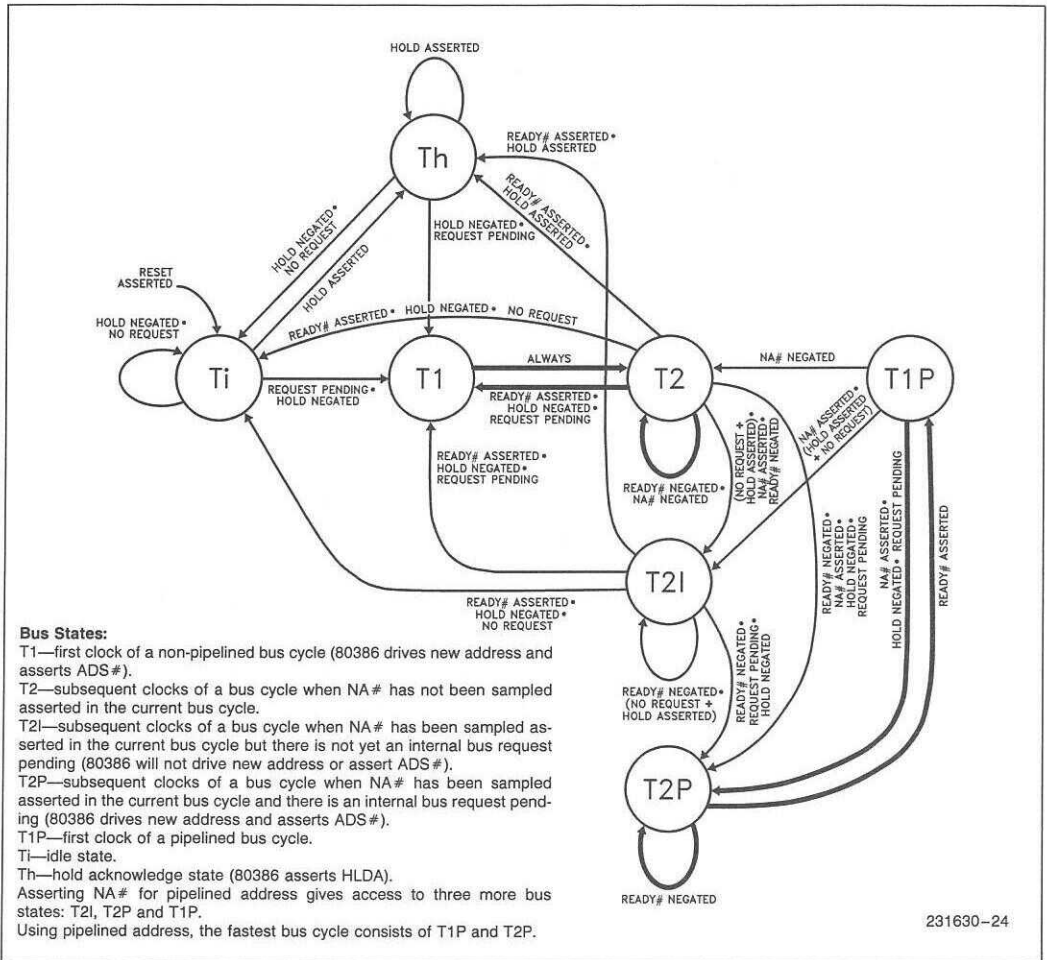 HOLD ASSERTED
Th
READY# ASSERTED•
HOLD ASSERTED
READY# ASSERTED•
HOLD ASSERTED
HOLD NEGATED•
REQUEST PENDING
HOLD NEGATED•
NO REQUEST
HOLD ASSERTED
RESET
ASSERTED
HOLD NEGATED•
NO REQUEST
READY# ASSERTED• HOLD NEGATED• NO REQUEST
Ti
REQUEST PENDING•
HOLD NEGATED
T1
ALWAYS
READY# ASSERTED•
HOLD NEGATED•
REQUEST PENDING
T2
NA# NEGATED
T1P
READY# NEGATED•
NA# NEGATED
(NO REQUEST +
HOLD ASSERTED)•
NA# ASSERTED•
READY# NEGATED
NA# ASSERTED•
(HOLD ASSERTED
+ NO REQUEST)
READY# ASSERTED•
HOLD NEGATED•
REQUEST PENDING
READY# NEGATED•
NA# ASSERTED•
HOLD NEGATED•
REQUEST PENDING
NA# ASSERTED•
HOLD NEGATED• REQUEST PENDING
READY# ASSERTED
T2I
READY# ASSERTED•
HOLD NEGATED•
NO REQUEST
READY# NEGATED•
(NO REQUEST +
HOLD ASSERTED)
READY# NEGATED•
REQUEST PENDING•
HOLD NEGATED
T2P
READY# NEGATED
Bus States:
T1—first clock of a non-pipelined bus cycle (80386 drives new address and
asserts ADS#).
T2—subsequent clocks of a bus cycle when NA# has not been sampled
asserted in the current bus cycle.
T2I—subsequent clocks of a bus cycle when NA# has been sampled as-
serted in the current bus cycle but there is not yet an internal bus request
pending (80386 will not drive new address or assert ADS#).
T2P—subsequent clocks of a bus cycle when NA# has been sampled
asserted in the current bus cycle and there is an internal bus request pend-
ing (80386 drives new address and asserts ADS#).
T1P—first clock of a pipelined bus cycle.
Ti—idle state.
Th—hold acknowledge state (80386 asserts HLDA).
Asserting NA# for pipelined address gives access to three more bus
states: T2I, T2P and T1P.
Using pipelined address, the fastest bus cycle consists of T1P and T2P.
231630–24